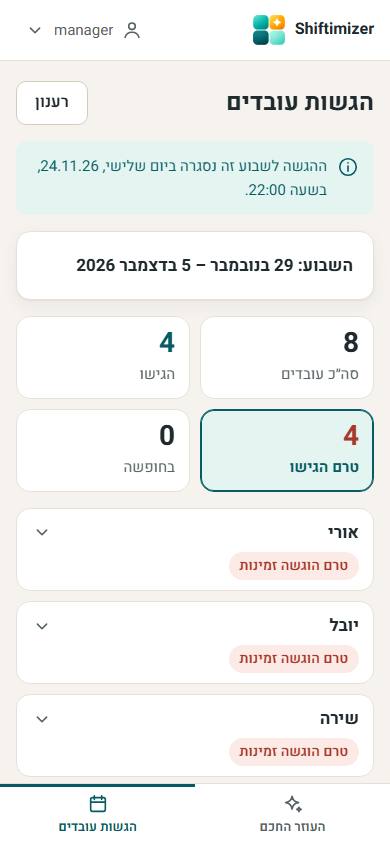 Shiftimizer
manager
הגשות עובדים
רענון
ההגשה לשבוע זה נסגרה ביום שלישי, 24.11.26,
בשעה 22:00.
השבוע: 29 בנובמבר – 5 בדצמבר 2026
8
סה״כ עובדים
4
הגישו
4
טרם הגישו
0
בחופשה
אורי
טרם הוגשה זמינות
יובל
טרם הוגשה זמינות
שירה
טרם הוגשה זמינות
העוזר החכם
הגשות עובדים